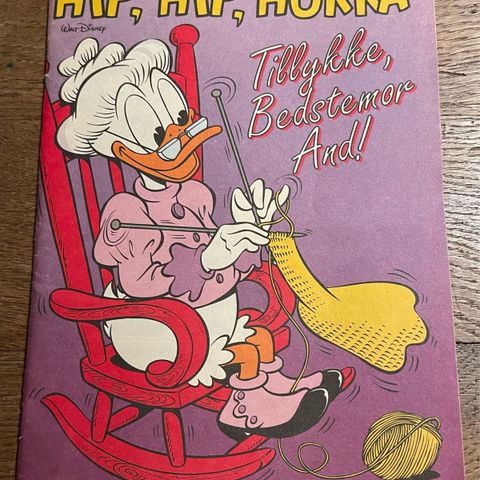 HIP, HIP, HURRA
WALT DISNEY
Tillykke,
Bedstemor
And!